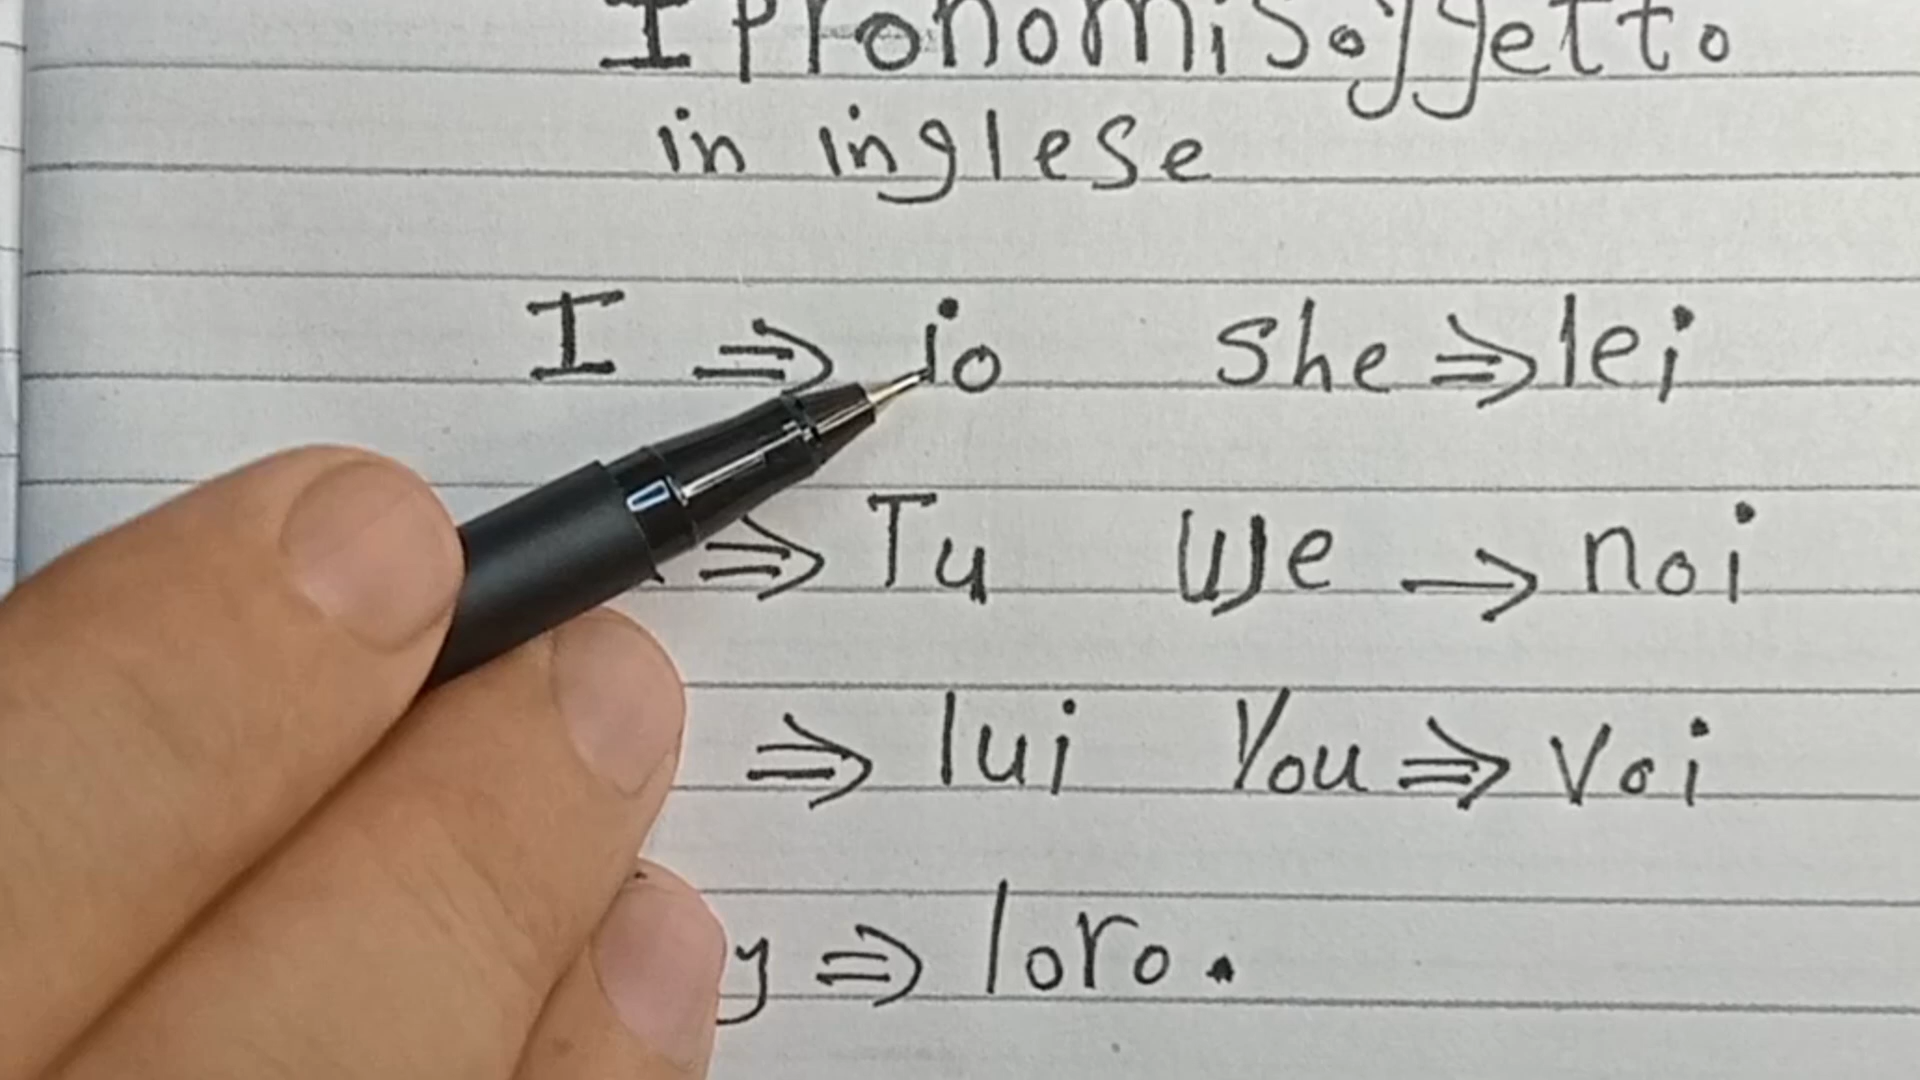 I Pronomi Soggetto
in inglese
I ⇒ io She ⇒ lei
⇒ Tu We → noi
⇒ lui You ⇒ Voi
y ⇒ loro.